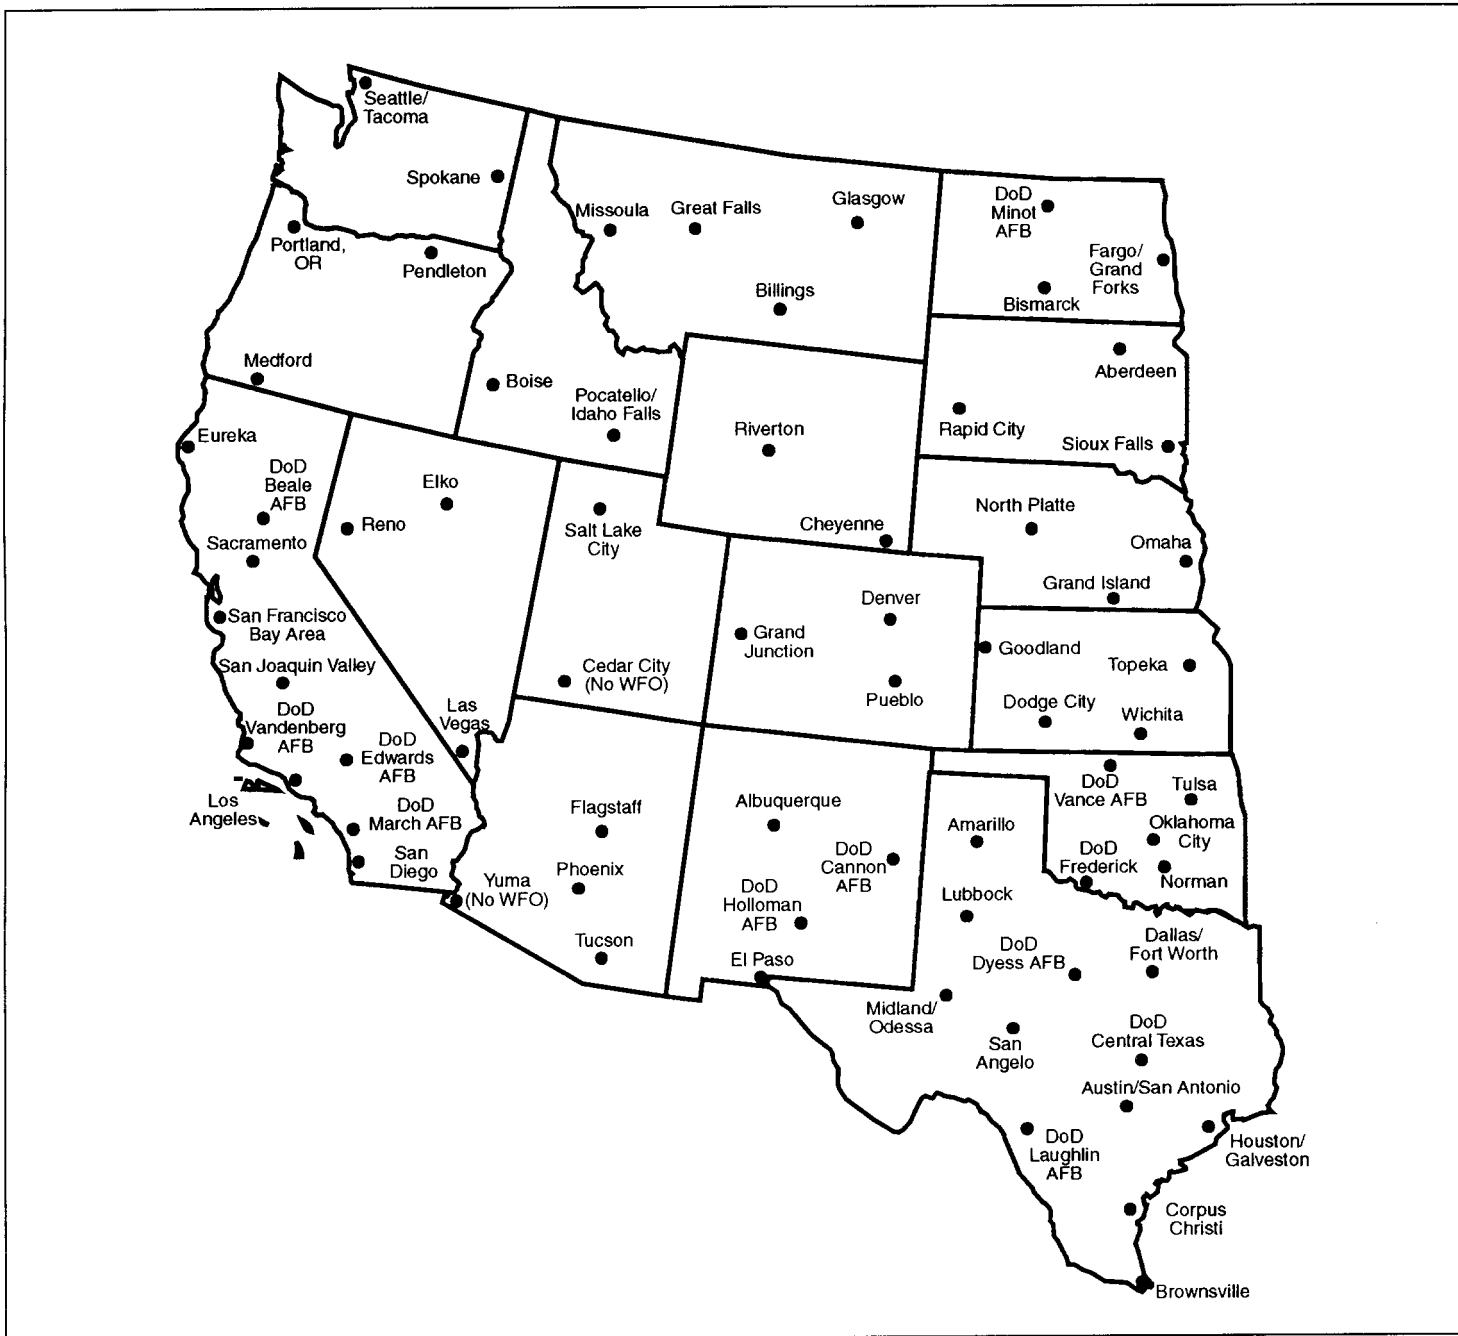 Seattle/
Tacoma
Spokane
Portland,
OR
Pendleton
Medford
Missoula
Great Falls
Glasgow
Billings
DoD
Minot
AFB
Fargo/
Grand
Forks
Bismarck
Aberdeen
Rapid City
Sioux Falls
Boise
Pocatello/
Idaho Falls
Riverton
Cheyenne
Eureka
DoD
Beale
AFB
Sacramento
Reno
Elko
Salt Lake
City
North Platte
Omaha
Grand Island
San Francisco
Bay Area
San Joaquin Valley
DoD
Vandenberg
AFB
DoD
Edwards
AFB
Las
Vegas
Cedar City
(No WFO)
Grand
Junction
Denver
Pueblo
Goodland
Topeka
Dodge City
Wichita
Los
Angeles
DoD
March AFB
San
Diego
Yuma
(No WFO)
Flagstaff
Phoenix
Tucson
Albuquerque
DoD
Cannon
AFB
DoD
Holloman
AFB
El Paso
DoD
Vance AFB
Tulsa
Oklahoma
City
DoD
Frederick
Norman
Amarillo
Lubbock
DoD
Dyess AFB
Dallas/
Fort Worth
Midland/
Odessa
San
Angelo
DoD
Central Texas
Austin/San Antonio
DoD
Laughlin
AFB
Houston/
Galveston
Corpus
Christi
Brownsville